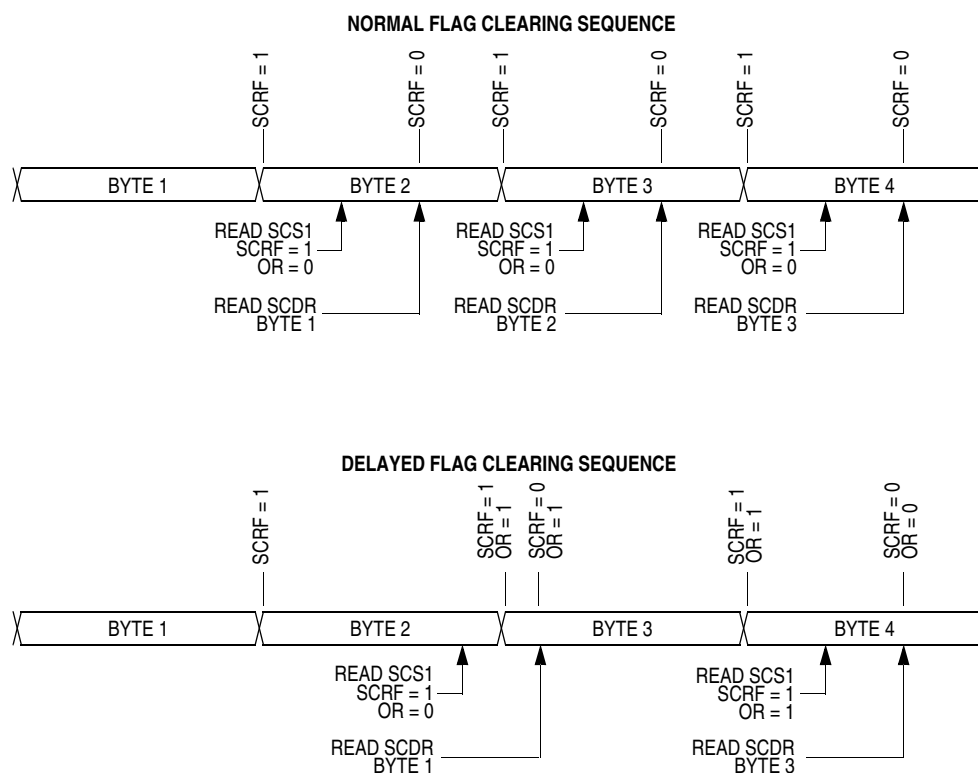 NORMAL FLAG CLEARING SEQUENCE
SCRF = 1
SCRF = 0
SCRF = 1
SCRF = 0
SCRF = 1
SCRF = 0
BYTE 1
BYTE 2
BYTE 3
BYTE 4
READ SCS1
SCRF = 1
OR = 0
READ SCS1
SCRF = 1
OR = 0
READ SCS1
SCRF = 1
OR = 0
READ SCDR
BYTE 1
READ SCDR
BYTE 2
READ SCDR
BYTE 3
DELAYED FLAG CLEARING SEQUENCE
SCRF = 1
SCRF = 1
OR = 1
SCRF = 0
OR = 1
SCRF = 1
OR = 1
SCRF = 0
OR = 0
BYTE 1
BYTE 2
BYTE 3
BYTE 4
READ SCS1
SCRF = 1
OR = 0
READ SCS1
SCRF = 1
OR = 1
READ SCDR
BYTE 1
READ SCDR
BYTE 3